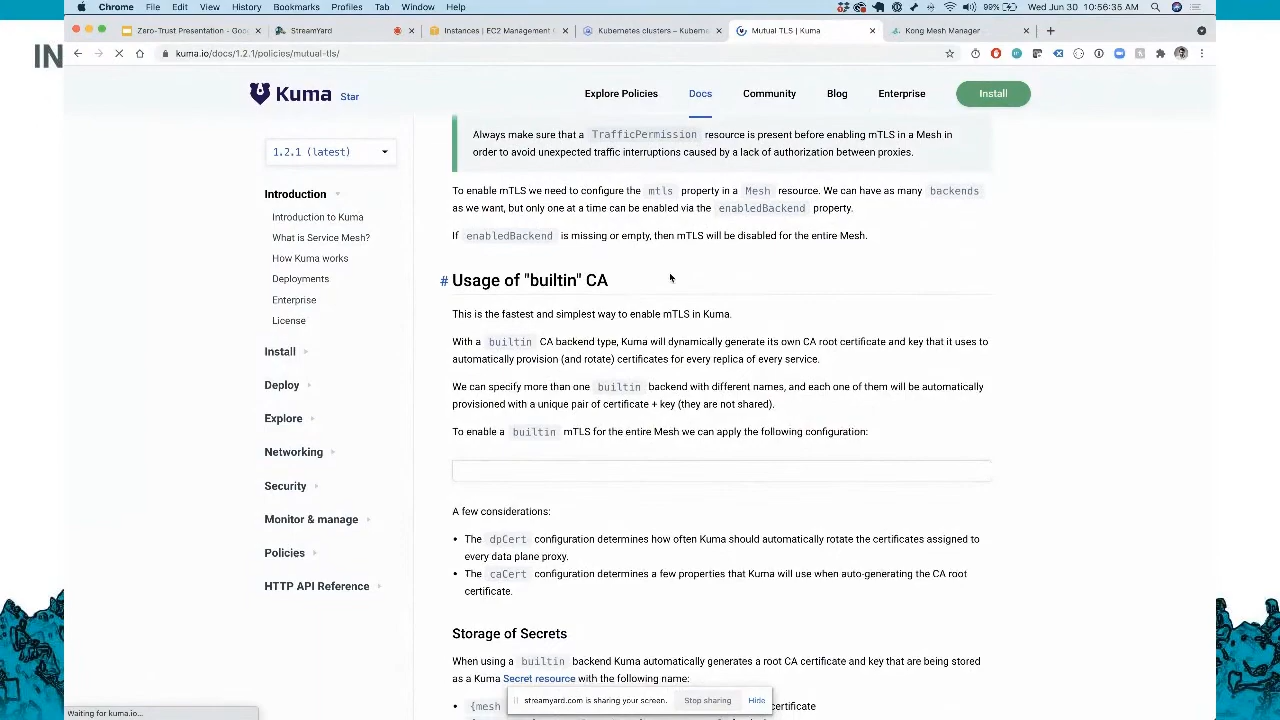 Chrome File Edit View History Bookmarks Profiles Tab Window Help 99% Wed Jun 30 10:56:35 AM
Zero-Trust Presentation - Goo StreamYard Instances | EC2 Management Kubernetes clusters – Kuberne Mutual TLS | Kuma Kong Mesh Manager
kuma.io/docs/1.2.1/policies/mutual-tls/
IN
Kuma Star Explore Policies Docs Community Blog Enterprise Install
1.2.1 (latest)
Introduction
Introduction to Kuma
What is Service Mesh?
How Kuma works
Deployments
Enterprise
License
Install
Deploy
Explore
Networking
Security
Monitor & manage
Policies
HTTP API Reference
Always make sure that a TrafficPermission resource is present before enabling mTLS in a Mesh in
order to avoid unexpected traffic interruptions caused by a lack of authorization between proxies.
To enable mTLS we need to configure the mtls property in a Mesh resource. We can have as many backends
as we want, but only one at a time can be enabled via the enabledBackend property.
If enabledBackend is missing or empty, then mTLS will be disabled for the entire Mesh.
# Usage of "builtin" CA
This is the fastest and simplest way to enable mTLS in Kuma.
With a builtin CA backend type, Kuma will dynamically generate its own CA root certificate and key that it uses to
automatically provision (and rotate) certificates for every replica of every service.
We can specify more than one builtin backend with different names, and each one of them will be automatically
provisioned with a unique pair of certificate + key (they are not shared).
To enable a builtin mTLS for the entire Mesh we can apply the following configuration:
A few considerations:
• The dpCert configuration determines how often Kuma should automatically rotate the certificates assigned to
every data plane proxy.
• The caCert configuration determines a few properties that Kuma will use when auto-generating the CA root
certificate.
Storage of Secrets
When using a builtin backend Kuma automatically generates a root CA certificate and key that are being stored
as a Kuma Secret resource with the following name:
• {mesh certificate
streamyard.com is sharing your screen. Stop sharing Hide
Waiting for kuma.io...